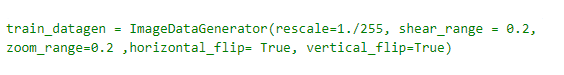 train_datagen = ImageDataGenerator(rescale=1./255, shear_range = 0.2,
zoom_range=0.2 ,horizontal_flip= True, vertical_flip=True)